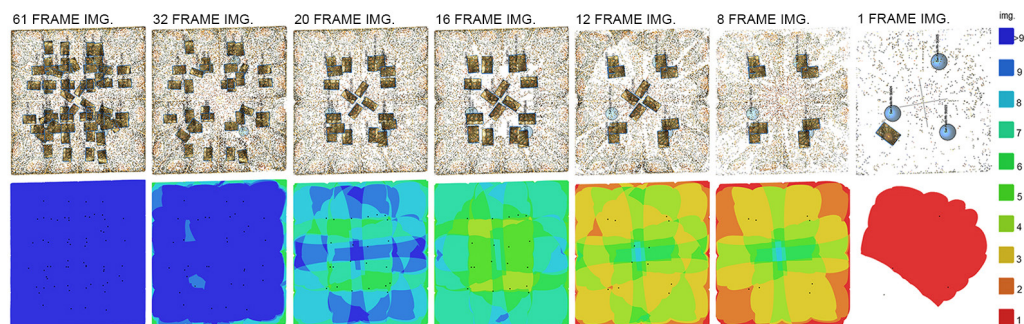 61 FRAME IMG.
32 FRAME IMG.
20 FRAME IMG.
16 FRAME IMG.
12 FRAME IMG.
8 FRAME IMG.
1 FRAME IMG.
img.
>9
9
8
7
6
5
4
3
2
1